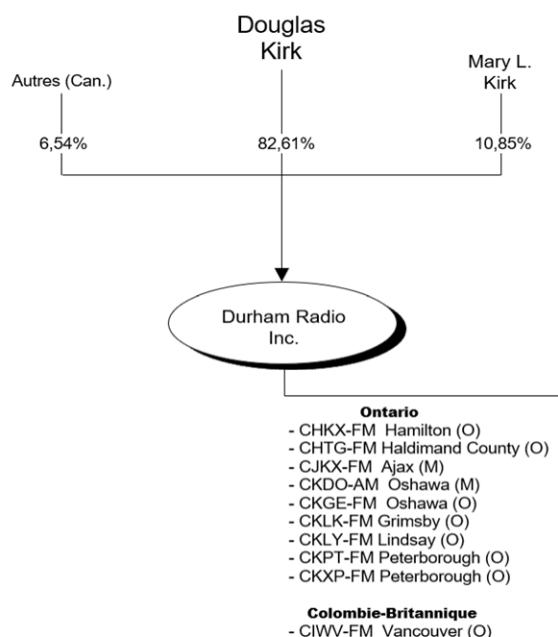 Douglas
Kirk
Autres (Can.)
Mary L.
Kirk
6,54%
82,61%
10,85%
Durham Radio
Inc.
Ontario
- CHKX-FM Hamilton (O)
- CHTG-FM Haldimand County (O)
- CJKX-FM Ajax (M)
- CKDO-AM Oshawa (M)
- CKGE-FM Oshawa (O)
- CKLK-FM Grimsby (O)
- CKLY-FM Lindsay (O)
- CKPT-FM Peterborough (O)
- CKXP-FM Peterborough (O)
Colombie-Britannique
- CIWV-FM Vancouver (O)